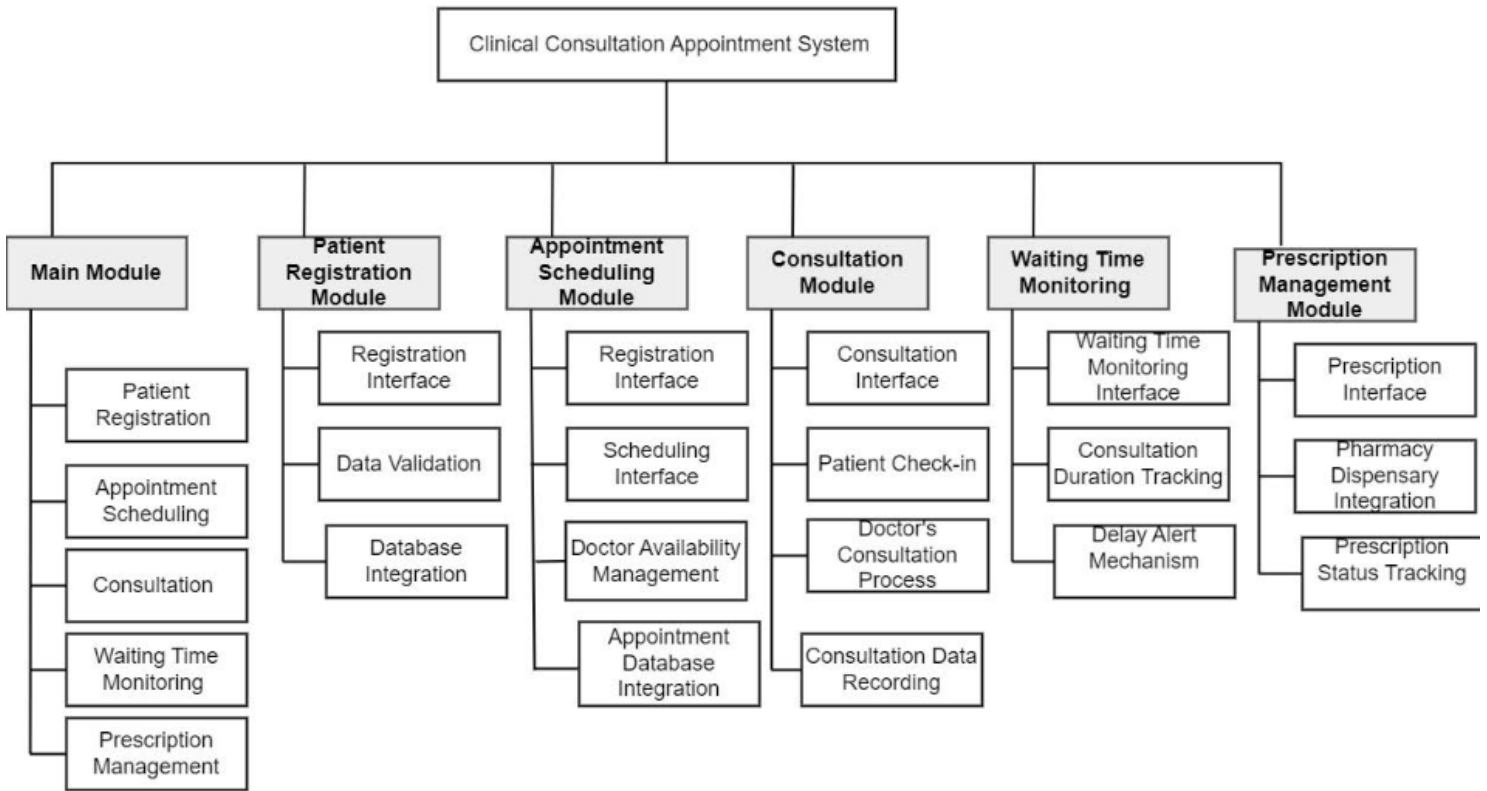 Clinical Consultation Appointment System
Main Module
Patient
Registration
Appointment
Scheduling
Consultation
Waiting Time
Monitoring
Prescription
Management
Patient
Registration
Module
Registration
Interface
Data Validation
Database
Integration
Appointment
Scheduling
Module
Registration
Interface
Scheduling
Interface
Doctor Availability
Management
Appointment
Database
Integration
Consultation
Module
Consultation
Interface
Patient Check-in
Doctor's
Consultation
Process
Consultation Data
Recording
Waiting Time
Monitoring
Waiting Time
Monitoring
Interface
Consultation
Duration Tracking
Delay Alert
Mechanism
Prescription
Management
Module
Prescription
Interface
Pharmacy
Dispensary
Integration
Prescription
Status Tracking